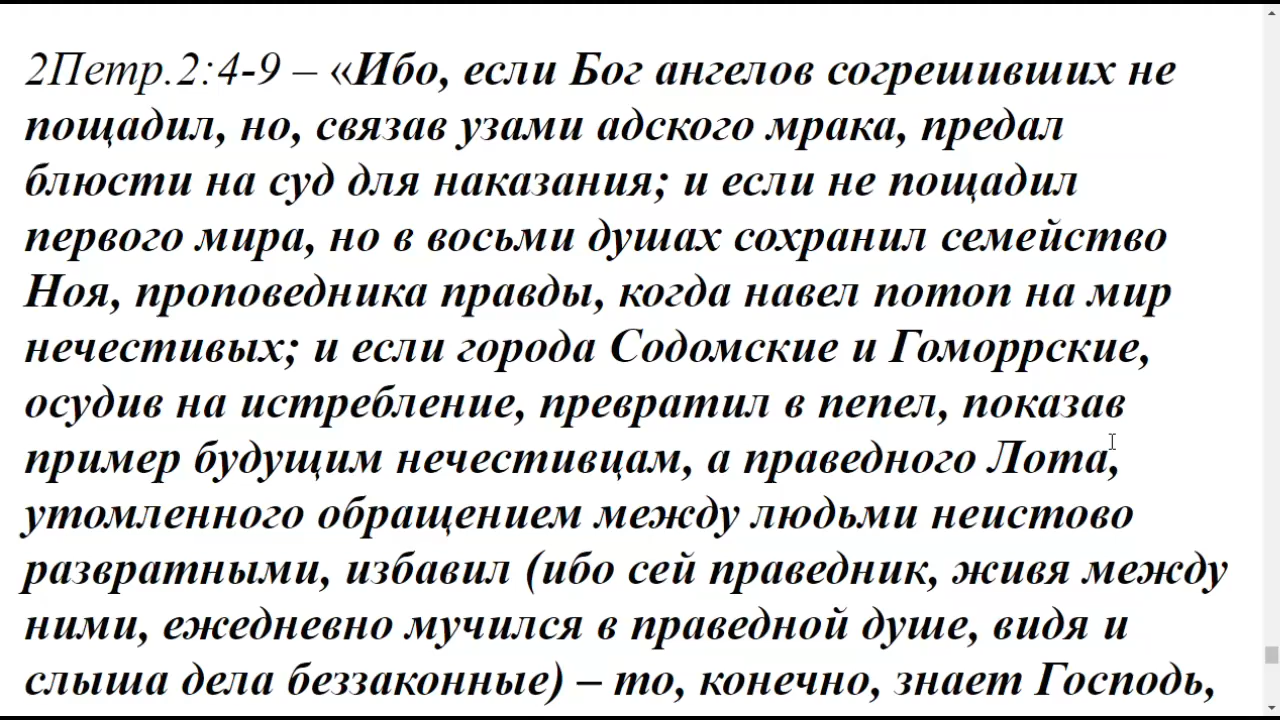 2Петр.2:4-9 – «Ибо, если Бог ангелов согрешивших не
пощадил, но, связав узами адского мрака, предал
блюсти на суд для наказания; и если не пощадил
первого мира, но в восьми душах сохранил семейство
Ноя, проповедника правды, когда навел потоп на мир
нечестивых; и если города Содомские и Гоморрские,
осудив на истребление, превратил в пепел, показав
пример будущим нечестивцам, а праведного Лота,
утомленного обращением между людьми неистово
развратными, избавил (ибо сей праведник, живя между
ними, ежедневно мучился в праведной душе, видя и
слыша дела беззаконные) – то, конечно, знает Господь,